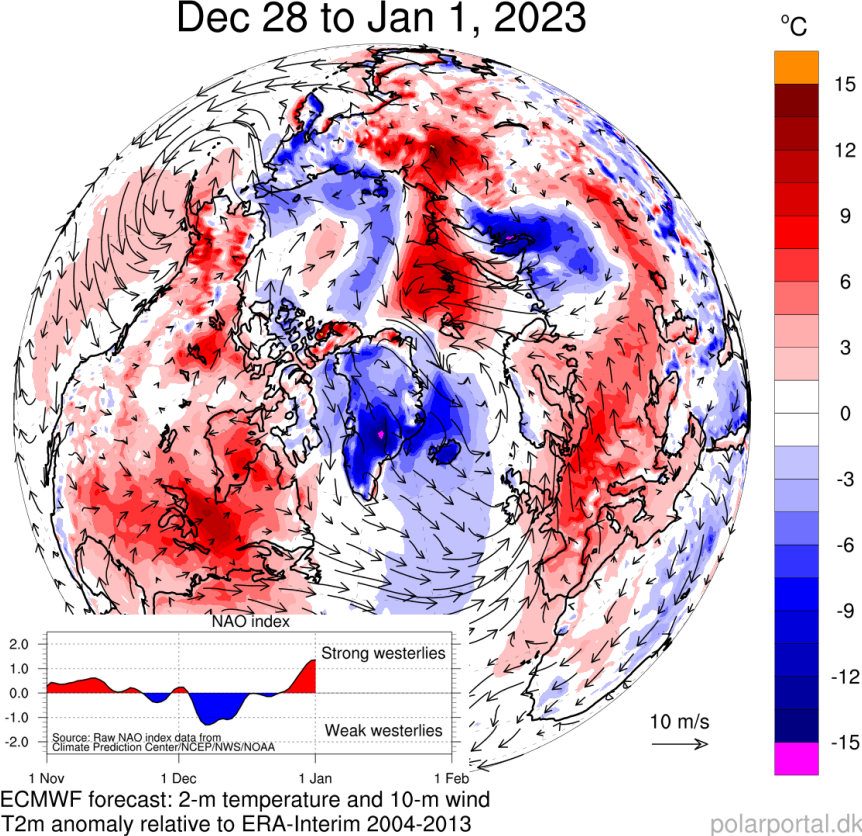 Dec 28 to Jan 1, 2023
°C
15
12
9
6
3
0
-3
-6
-9
-12
-15
10 m/s
NAO index
2.0
1.0
0.0
-1.0
-2.0
Strong westerlies
Weak westerlies
Source: Raw NAO index data from
Climate Prediction Center/NCEP/NWS/NOAA
1 Nov 1 Dec 1 Jan 1 Feb
ECMWF forecast: 2-m temperature and 10-m wind
T2m anomaly relative to ERA-Interim 2004-2013
polarportal.dk